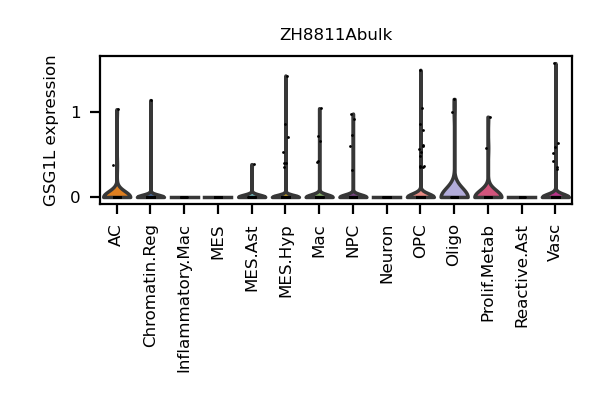 ZH8811Abulk
GSG1L expression
1
0
AC
Chromatin.Reg
Inflammatory.Mac
MES
MES.Ast
MES.Hyp
Mac
NPC
Neuron
OPC
Oligo
Prolif.Metab
Reactive.Ast
Vasc